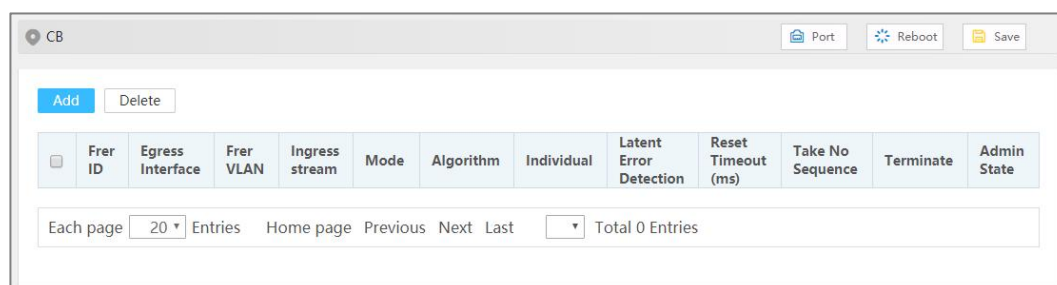 CB Port Reboot Save
Add Delete
Frer ID Egress Interface Frer VLAN Ingress stream Mode Algorithm Individual Latent Error Detection Reset Timeout (ms) Take No Sequence Terminate Admin State
Each page 20 Entries Home page Previous Next Last Total 0 Entries